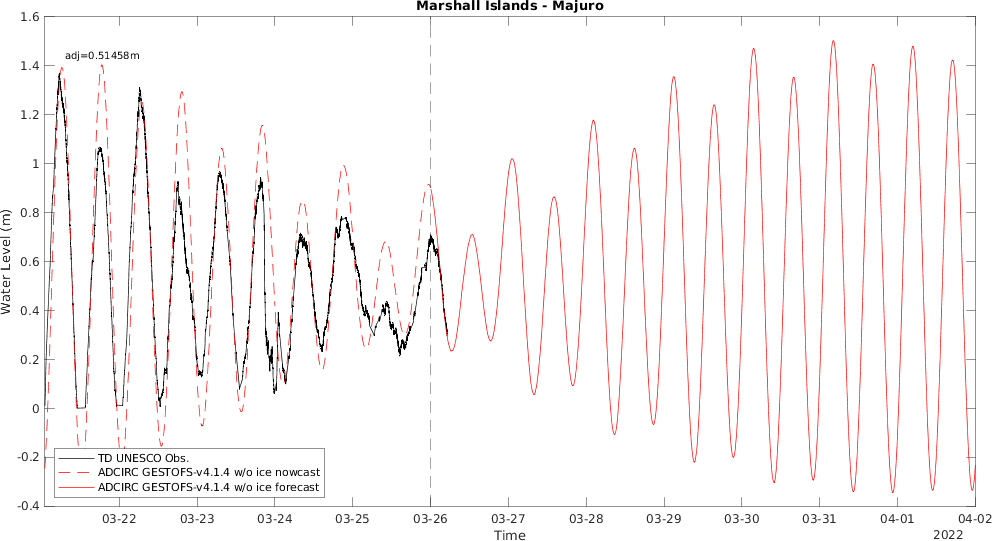 Marshall Islands - Majuro
adj=0.51458m
Water Level (m)
1.6
1.4
1.2
1
0.8
0.6
0.4
0.2
0
-0.2
-0.4
TD UNESCO Obs.
ADCIRC GESTOFS-v4.1.4 w/o ice nowcast
ADCIRC GESTOFS-v4.1.4 w/o ice forecast
03-22 03-23 03-24 03-25 03-26 03-27 03-28 03-29 03-30 03-31 04-01 04-02
Time
2022